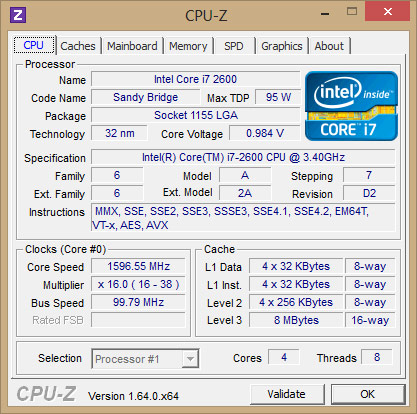 CPU-Z
CPU Caches Mainboard Memory SPD Graphics About
Processor
Name Intel Core i7 2600
Code Name Sandy Bridge Max TDP 95 W
Package Socket 1155 LGA
Technology 32 nm Core Voltage 0.984 V
intel inside™
CORE™ i7
Specification Intel(R) Core(TM) i7-2600 CPU @ 3.40GHz
Family 6 Model A Stepping 7
Ext. Family 6 Ext. Model 2A Revision D2
Instructions MMX, SSE, SSE2, SSE3, SSSE3, SSE4.1, SSE4.2, EM64T,
VT-x, AES, AVX
Clocks (Core #0)
Core Speed 1596.55 MHz
Multiplier x 16.0 ( 16 - 38 )
Bus Speed 99.79 MHz
Rated FSB
Cache
L1 Data 4 x 32 KBytes 8-way
L1 Inst. 4 x 32 KBytes 8-way
Level 2 4 x 256 KBytes 8-way
Level 3 8 MBytes 16-way
Selection Processor #1 Cores 4 Threads 8
CPU-Z Version 1.64.0.x64 Validate OK